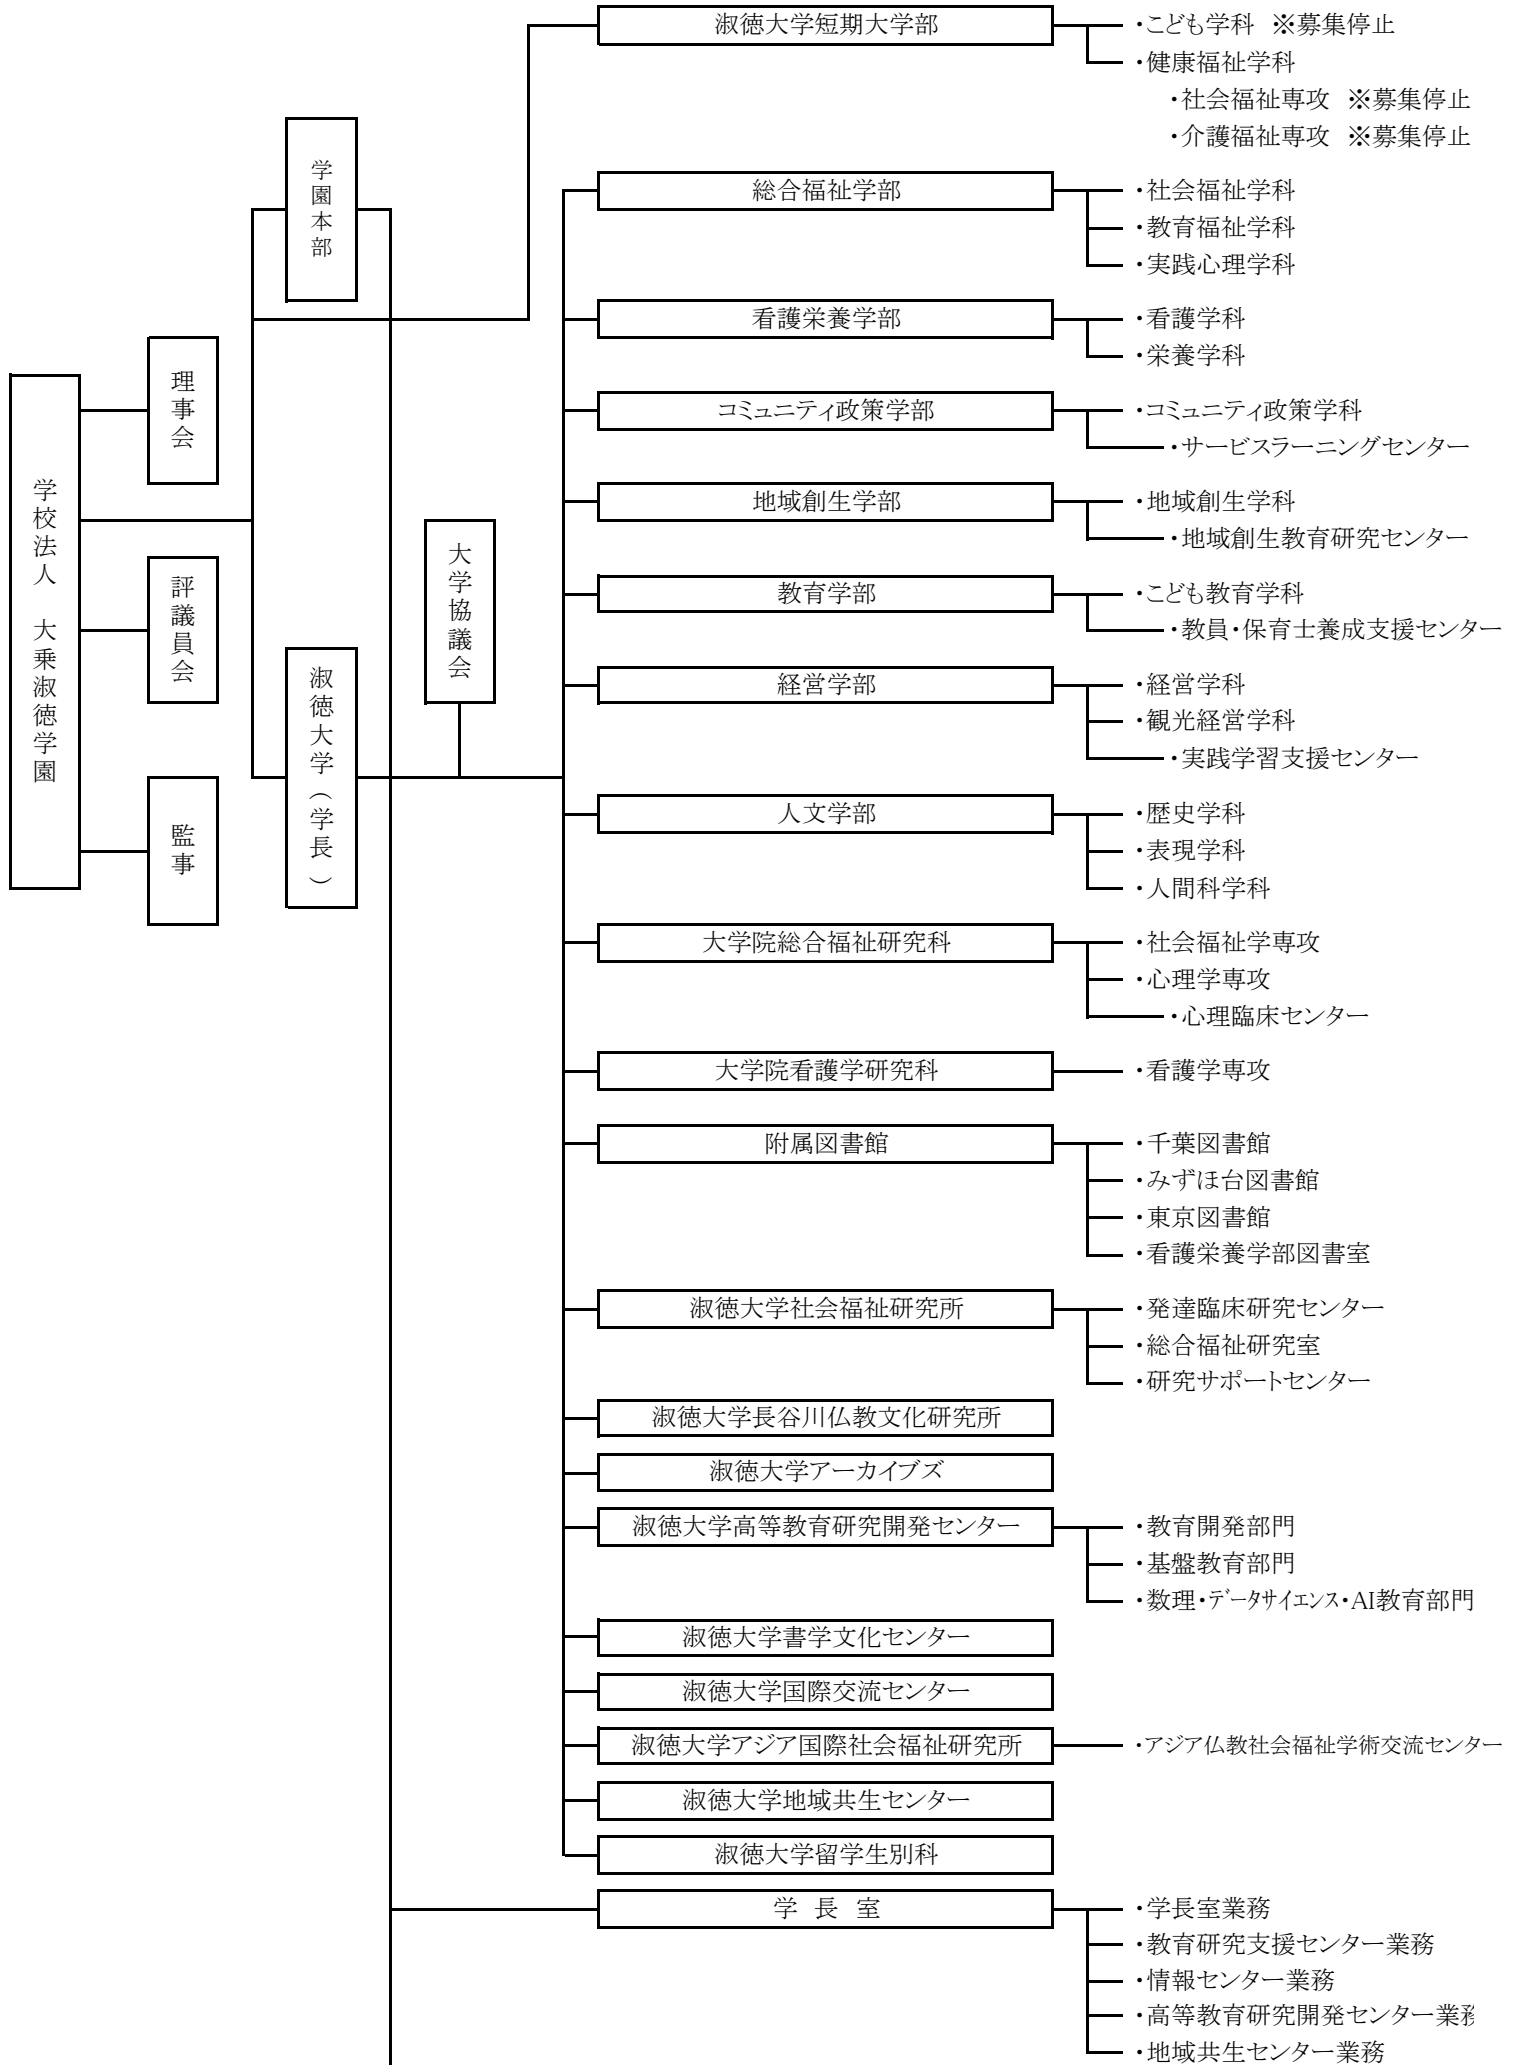 学校法人　大乗淑徳学園
理事会
評議員会
監事
学園本部
淑徳大学（学長）
大学協議会
淑徳大学短期大学部
・こども学科　※募集停止
・健康福祉学科
・社会福祉専攻　※募集停止
・介護福祉専攻　※募集停止
総合福祉学部
・社会福祉学科
・教育福祉学科
・実践心理学科
看護栄養学部
・看護学科
・栄養学科
コミュニティ政策学部
・コミュニティ政策学科
・サービスラーニングセンター
地域創生学部
・地域創生学科
・地域創生教育研究センター
教育学部
・こども教育学科
・教員・保育士養成支援センター
経営学部
・経営学科
・観光経営学科
・実践学習支援センター
人文学部
・歴史学科
・表現学科
・人間科学科
大学院総合福祉研究科
・社会福祉学専攻
・心理学専攻
・心理臨床センター
大学院看護学研究科
・看護学専攻
附属図書館
・千葉図書館
・みずほ台図書館
・東京図書館
・看護栄養学部図書室
淑徳大学社会福祉研究所
・発達臨床研究センター
・総合福祉研究室
・研究サポートセンター
淑徳大学長谷川仏教文化研究所
淑徳大学アーカイブズ
淑徳大学高等教育研究開発センター
・教育開発部門
・基盤教育部門
・数理・ﾃﾞｰﾀｻｲｴﾝｽ・AI教育部門
淑徳大学書学文化センター
淑徳大学国際交流センター
淑徳大学アジア国際社会福祉研究所
・アジア仏教社会福祉学術交流センター
淑徳大学地域共生センター
淑徳大学留学生別科
学　長　室
・学長室業務
・教育研究支援センター業務
・情報センター業務
・高等教育研究開発センター業務
・地域共生センター業務